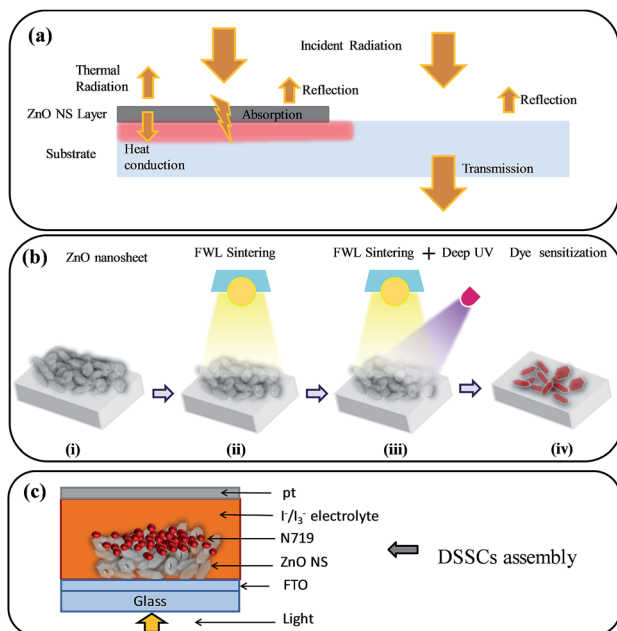 (a)
Incident Radiation
Thermal
Radiation
Reflection
Reflection
ZnO NS Layer
Absorption
Substrate
Heat
conduction
Transmission
(b)
ZnO nanosheet
FWL Sintering
FWL Sintering + Deep UV
Dye sensitization
(i)
(ii)
(iii)
(iv)
(c)
pt
I-/I3- electrolyte
N719
ZnO NS
FTO
Glass
Light
DSSCs assembly